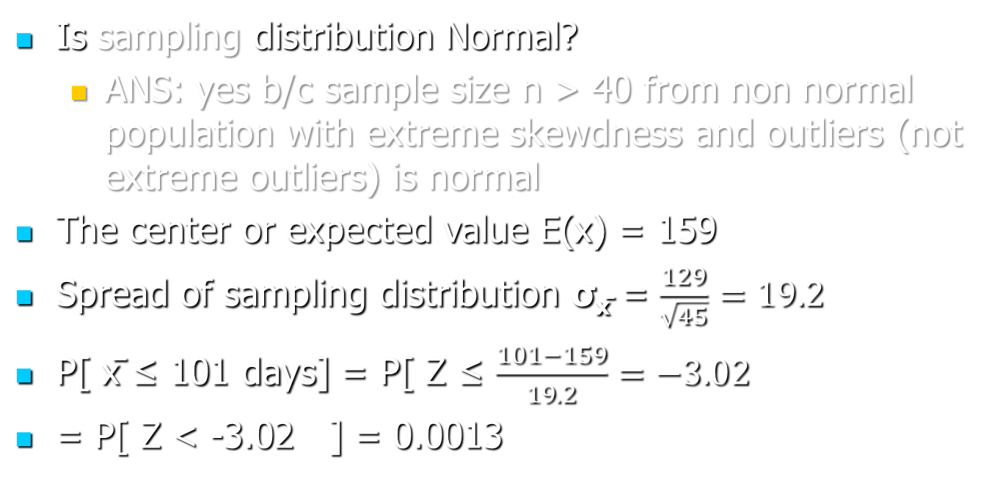 Is sampling distribution Normal?
ANS: yes b/c sample size n > 40 from non normal
population with extreme skewdness and outliers (not
extreme outliers) is normal
The center or expected value E(x) = 159
Spread of sampling distribution σx̄ = 129/√45 = 19.2
P[ x̄ ≤ 101 days] = P[ Z ≤ 101−159/19.2 = −3.02
= P[ Z < -3.02 ] = 0.0013